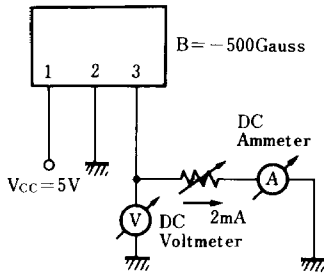 B=-500Gauss
1 2 3
DC
Ammeter
A
VCC=5V
2mA
V
DC
Voltmeter